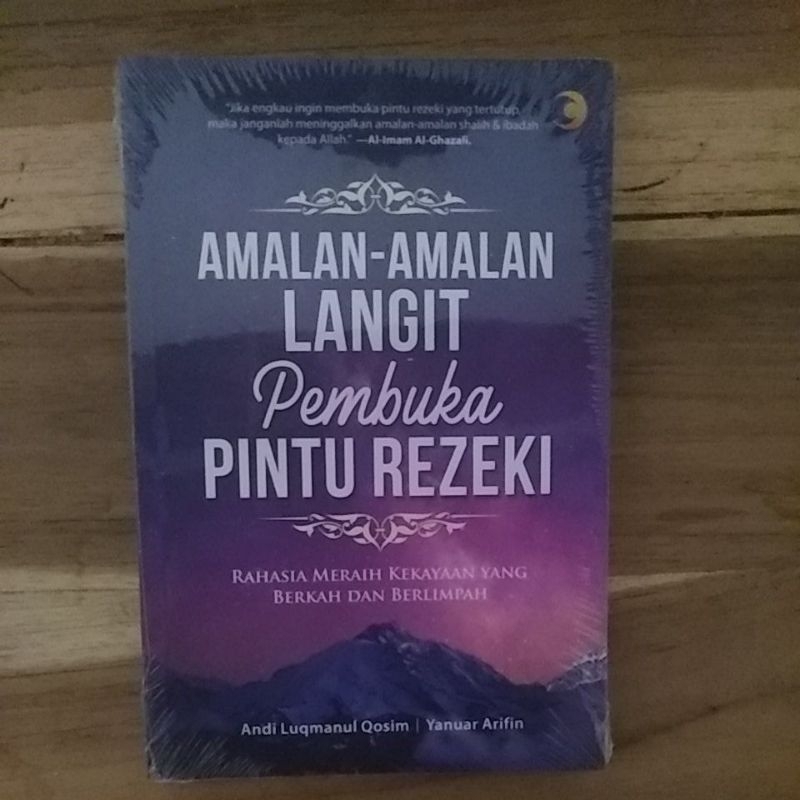 "Jika engkau ingin membuka pintu rezeki yang tertutup,
maka janganlah meninggalkan amalan-amalan shalih & ibadah
kepada Allah." —Al-Imam Al-Ghazali.
AMALAN-AMALAN
LANGIT
Pembuka
PINTU REZEKI
RAHASIA MERAIH KEKAYAAN YANG
BERKAH DAN BERLIMPAH
Andi Luqmanul Qosim | Yanuar Arifin